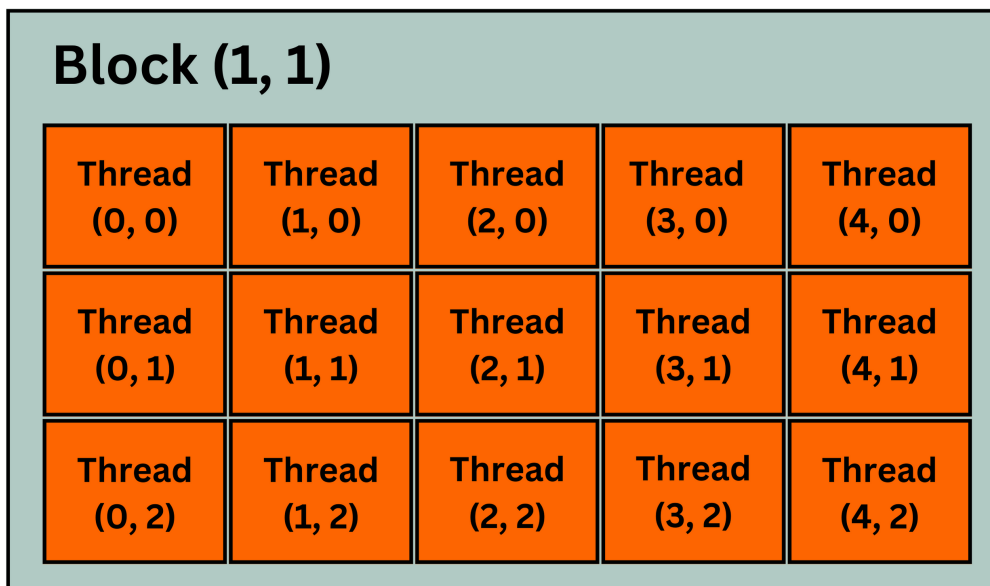 Block (1, 1)
Thread
(0, 0)
Thread
(1, 0)
Thread
(2, 0)
Thread
(3, 0)
Thread
(4, 0)
Thread
(0, 1)
Thread
(1, 1)
Thread
(2, 1)
Thread
(3, 1)
Thread
(4, 1)
Thread
(0, 2)
Thread
(1, 2)
Thread
(2, 2)
Thread
(3, 2)
Thread
(4, 2)